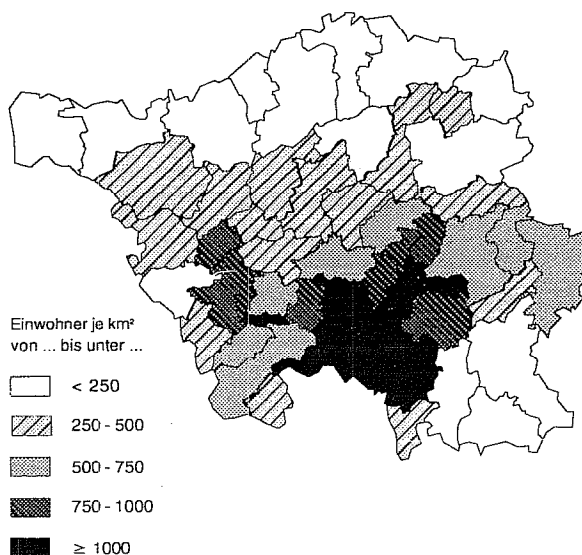 Einwohner je km²
von ... bis unter ...
< 250
250 - 500
500 - 750
750 - 1000
≥ 1000